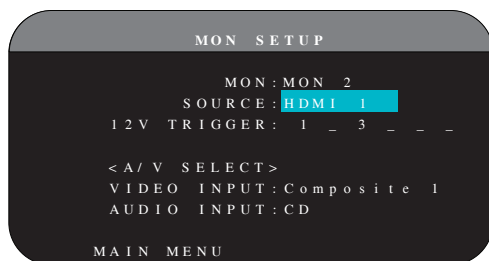 MON SETUP
MON:MON 2
SOURCE:HDMI 1
12V TRIGGER: 1 _ 3 _ _ _
<A/V SELECT>
VIDEO INPUT:Composite 1
AUDIO INPUT:CD
MAIN MENU